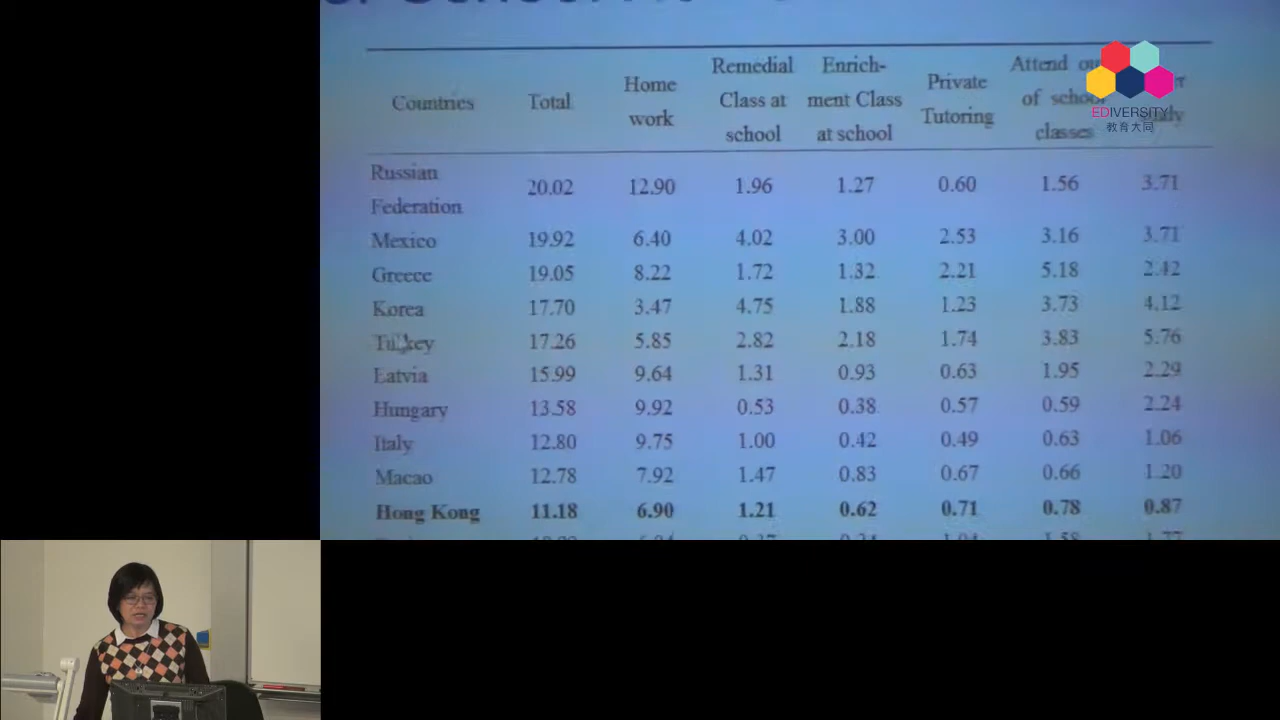 Countries Total Home work Remedial Class at school Enrich-ment Class at school Private Tutoring Attend of school classes
EDIVERSITY
教育大同
Russian Federation 20.02 12.90 1.96 1.27 0.60 1.56 3.71
Mexico 19.92 6.40 4.02 3.00 2.53 3.16 3.71
Greece 19.05 8.22 1.72 1.32 2.21 5.18 2.42
Korea 17.70 3.47 4.75 1.88 1.23 3.73 4.12
Turkey 17.26 5.85 2.82 2.18 1.74 3.83 5.76
Eatvia 15.99 9.64 1.31 0.93 0.63 1.95 2.29
Hungary 13.58 9.92 0.53 0.38 0.57 0.59 2.24
Italy 12.80 9.75 1.00 0.42 0.49 0.63 1.06
Macao 12.78 7.92 1.47 0.83 0.67 0.66 1.20
Hong Kong 11.18 6.90 1.21 0.62 0.71 0.78 0.87